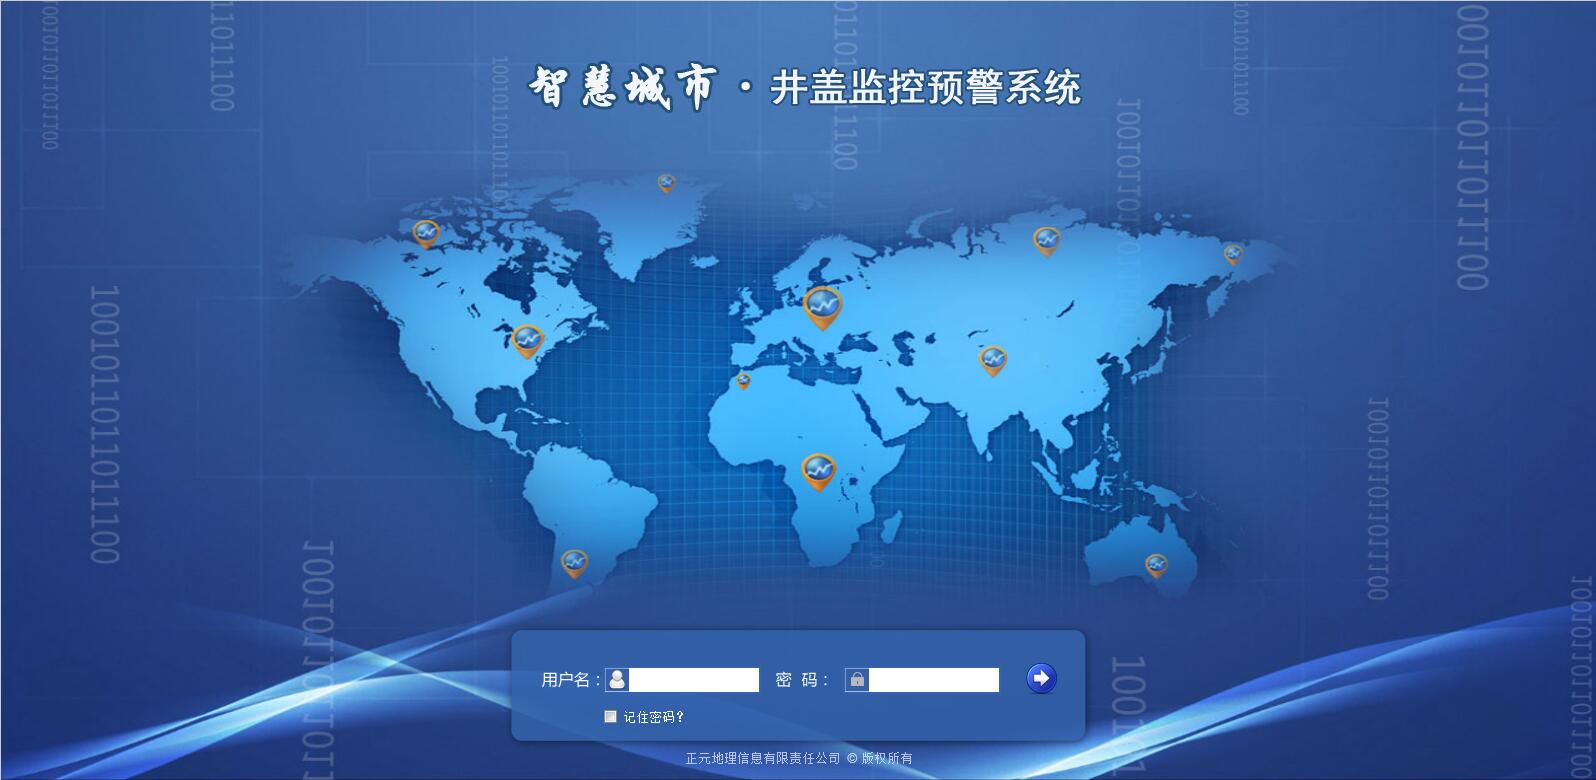 智慧城市·井盖监控预警系统
用户名： 密 码：
记住密码?
正元地理信息有限责任公司 © 版权所有